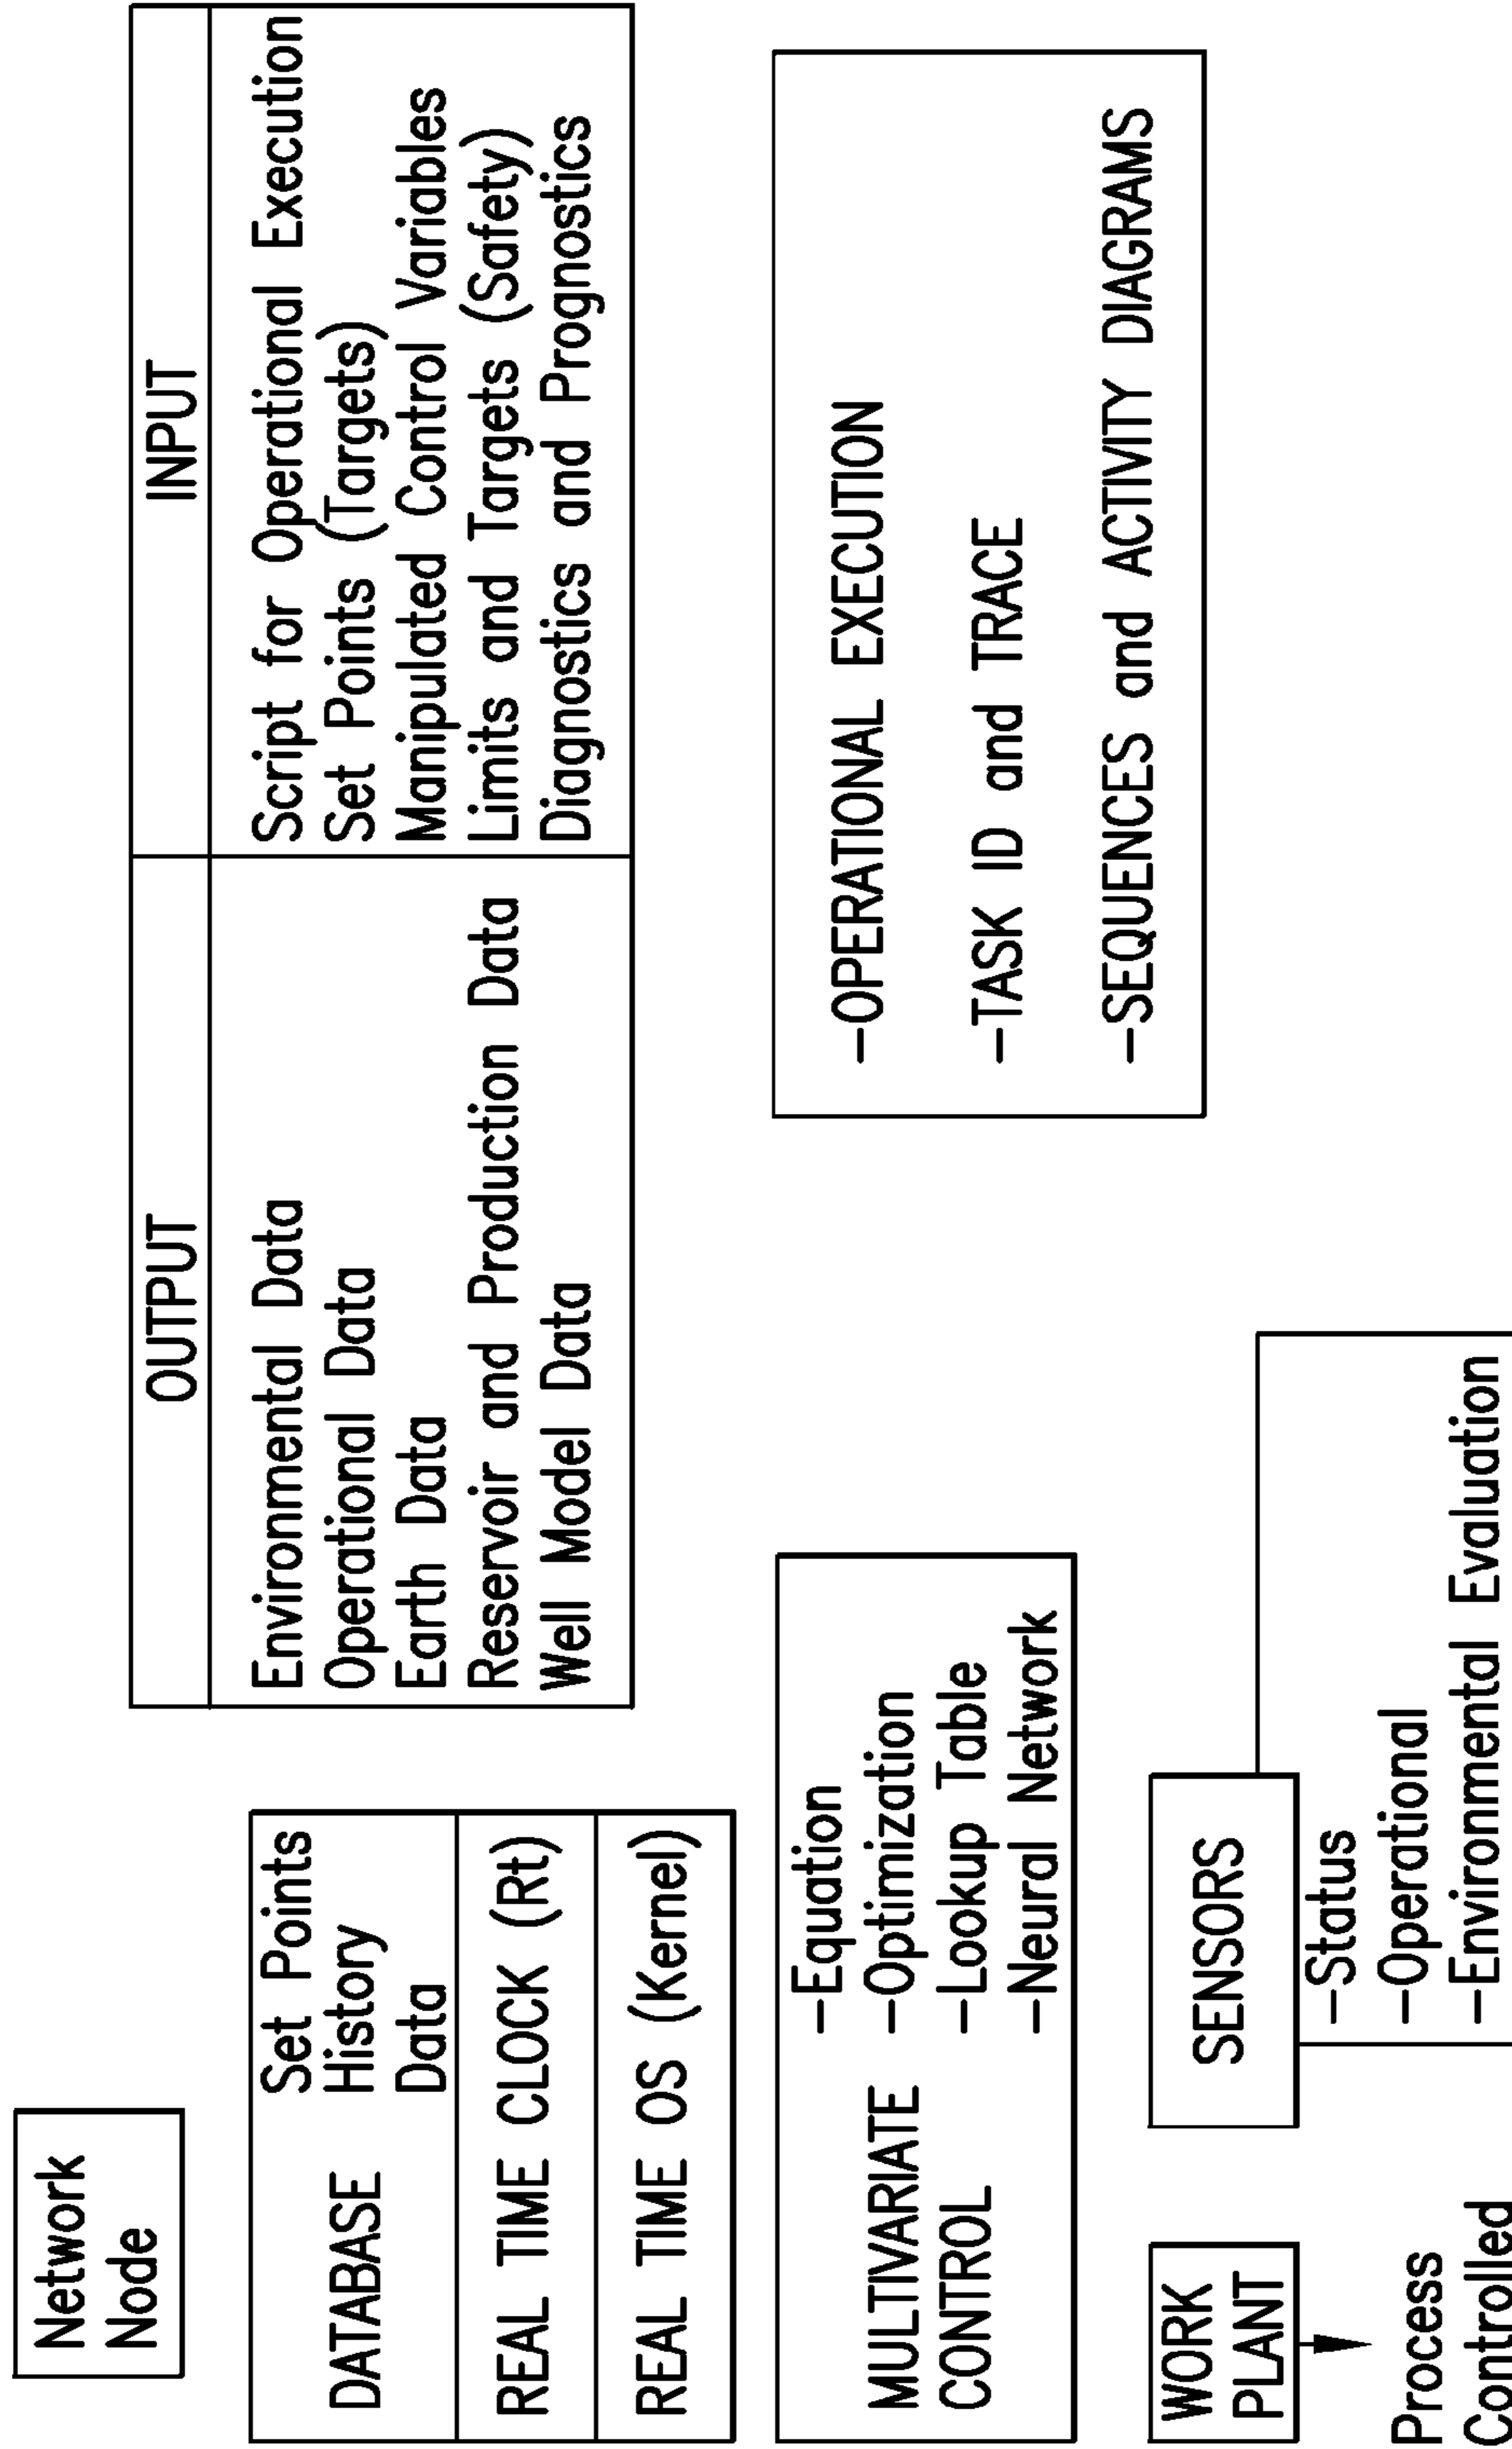 Network
Node
DATABASE
Set Points
History
Data
REAL TIME CLOCK (Rt)
REAL TIME OS (Kernel)
OUTPUT
INPUT
Environmental Data
Operational Data
Earth Data
Reservoir and Production Data
Well Model Data
Script for Operational Execution
Set Points (Targets)
Manipulated Control Variables
Limits and Targets (Safety)
Diagnostics and Prognostics
MULTIVARIATE
CONTROL
-Equation
-Optimization
-Lookup Table
-Neural Network
-OPERATIONAL EXECUTION
-TASK ID and TRACE
-SEQUENCES and ACTIVITY DIAGRAMS
WORK
PLANT
Process
Controlled
SENSORS
-Status
-Operational
-Environmental Evaluation